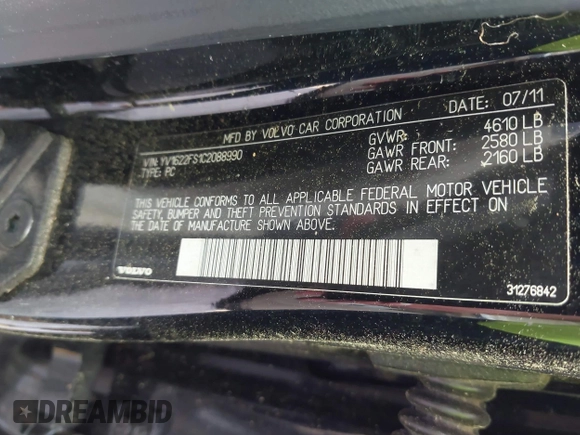 MFD BY VOLVO CAR CORPORATION DATE: 07/11
VIN: YV1622FS1C2088990
TYPE: PC
GVWR: 4610 LB
GAWR FRONT: 2580 LB
GAWR REAR: 2160 LB
THIS VEHICLE CONFORMS TO ALL APPLICABLE FEDERAL MOTOR VEHICLE
SAFETY, BUMPER AND THEFT PREVENTION STANDARDS IN EFFECT ON
THE DATE OF MANUFACTURE SHOWN ABOVE.
VOLVO
31276842
DREAMBID